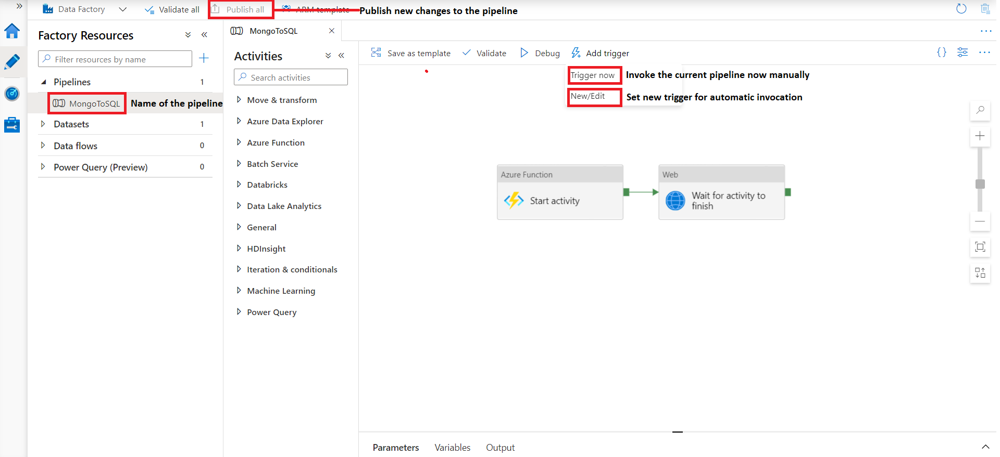 Data Factory
Validate all
Publish all
ARM template
Publish new changes to the pipeline
Factory Resources
Filter resources by name
Pipelines 1
MongoToSQL
Name of the pipeline
Datasets 1
Data flows 0
Power Query (Preview) 0
MongoToSQL
Activities
Search activities
Move & transform
Azure Data Explorer
Azure Function
Batch Service
Databricks
Data Lake Analytics
General
HDInsight
Iteration & conditionals
Machine Learning
Power Query
Save as template
Validate
Debug
Add trigger
Trigger now
Invoke the current pipeline now manually
New/Edit
Set new trigger for automatic invocation
Azure Function
Start activity
Web
Wait for activity to
finish
Parameters
Variables
Output